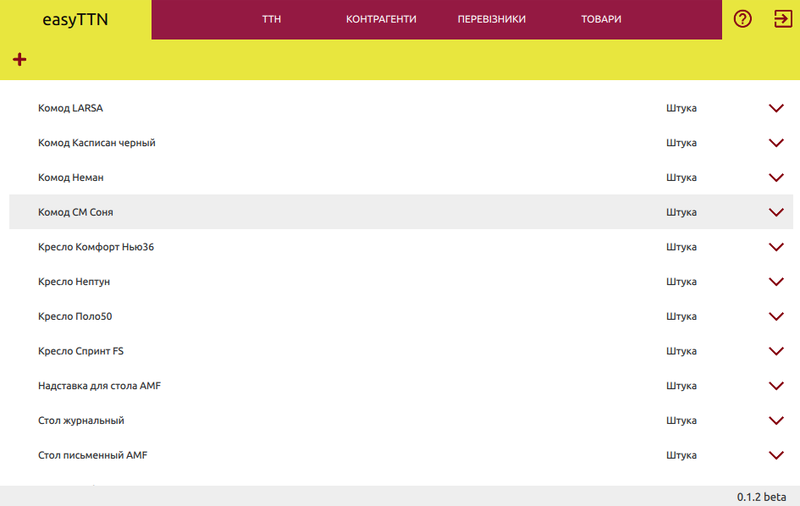 easyTTN ТТН КОНТРАГЕНТИ ПЕРЕВІЗНИКИ ТОВАРИ
Комод LARSA Штука
Комод Касписан черный Штука
Комод Неман Штука
Комод СМ Соня Штука
Кресло Комфорт Нью36 Штука
Кресло Нептун Штука
Кресло Поло50 Штука
Кресло Спринт FS Штука
Надставка для стола AMF Штука
Стол журнальный Штука
Стол письменный AMF Штука
0.1.2 beta